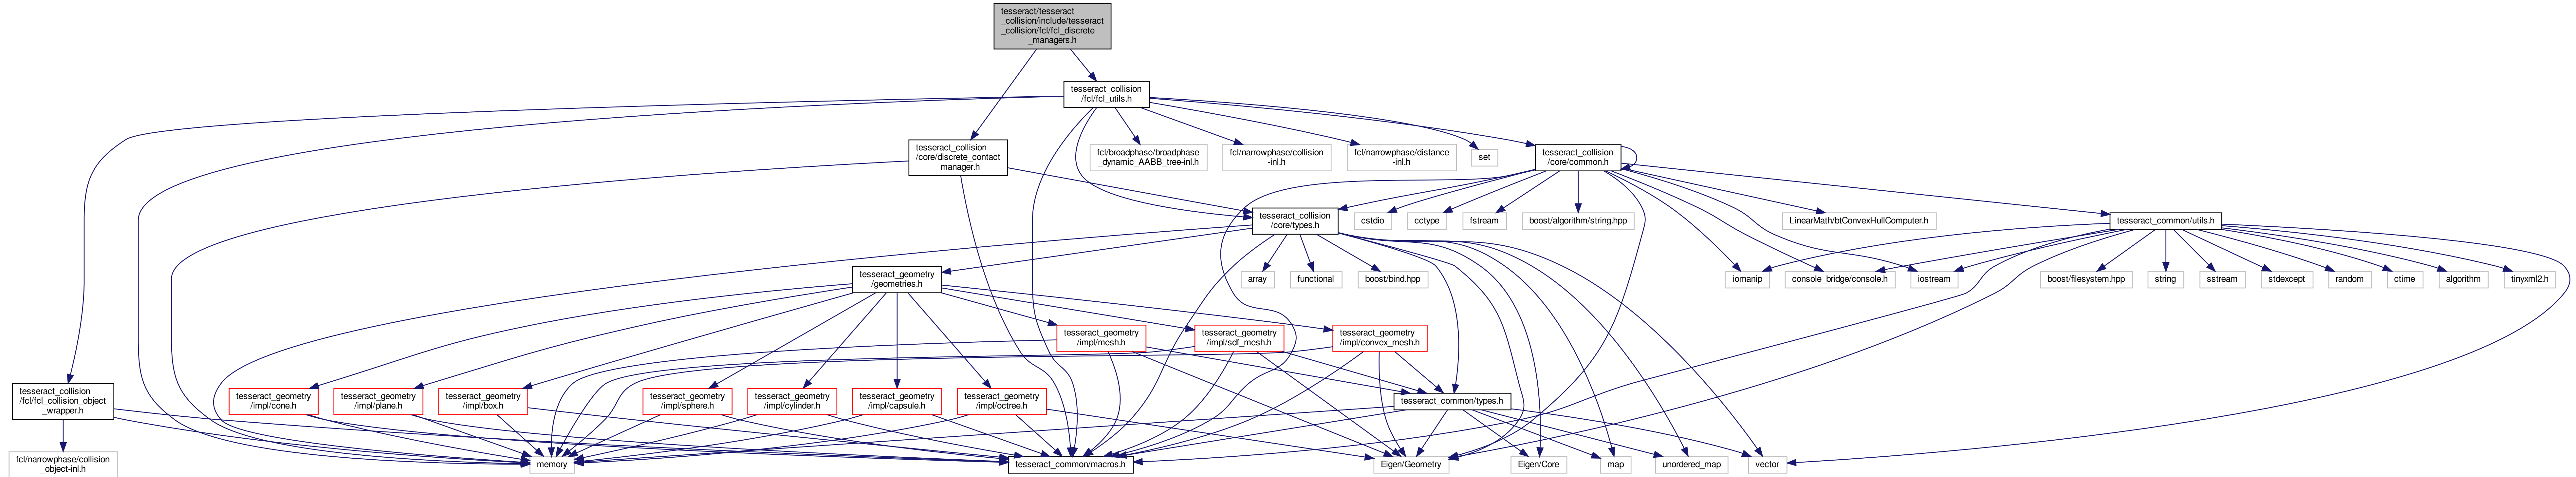 tesseract/tesseract
_collision/include/tesseract
_collision/fcl/fcl_discrete
_managers.h
tesseract_collision
/fcl/fcl_utils.h
tesseract_collision
/core/discrete_contact
_manager.h
fcl/broadphase/broadphase
_dynamic_AABB_tree-inl.h
fcl/narrowphase/collision
-inl.h
fcl/narrowphase/distance
-inl.h
set
tesseract_collision
/core/common.h
tesseract_collision
/core/types.h
cstdio
cctype
fstream
boost/algorithm/string.hpp
LinearMath/btConvexHullComputer.h
tesseract_common/utils.h
tesseract_geometry
/geometries.h
array
functional
boost/bind.hpp
iomanip
console_bridge/console.h
iostream
boost/filesystem.hpp
string
sstream
stdexcept
random
ctime
algorithm
tinyxml2.h
tesseract_geometry
/impl/mesh.h
tesseract_geometry
/impl/sdf_mesh.h
tesseract_geometry
/impl/convex_mesh.h
tesseract_collision
/fcl/fcl_collision_object
_wrapper.h
tesseract_geometry
/impl/cone.h
tesseract_geometry
/impl/plane.h
tesseract_geometry
/impl/box.h
tesseract_geometry
/impl/sphere.h
tesseract_geometry
/impl/cylinder.h
tesseract_geometry
/impl/capsule.h
tesseract_geometry
/impl/octree.h
tesseract_common/types.h
fcl/narrowphase/collision
_object-inl.h
memory
tesseract_common/macros.h
Eigen/Geometry
Eigen/Core
map
unordered_map
vector